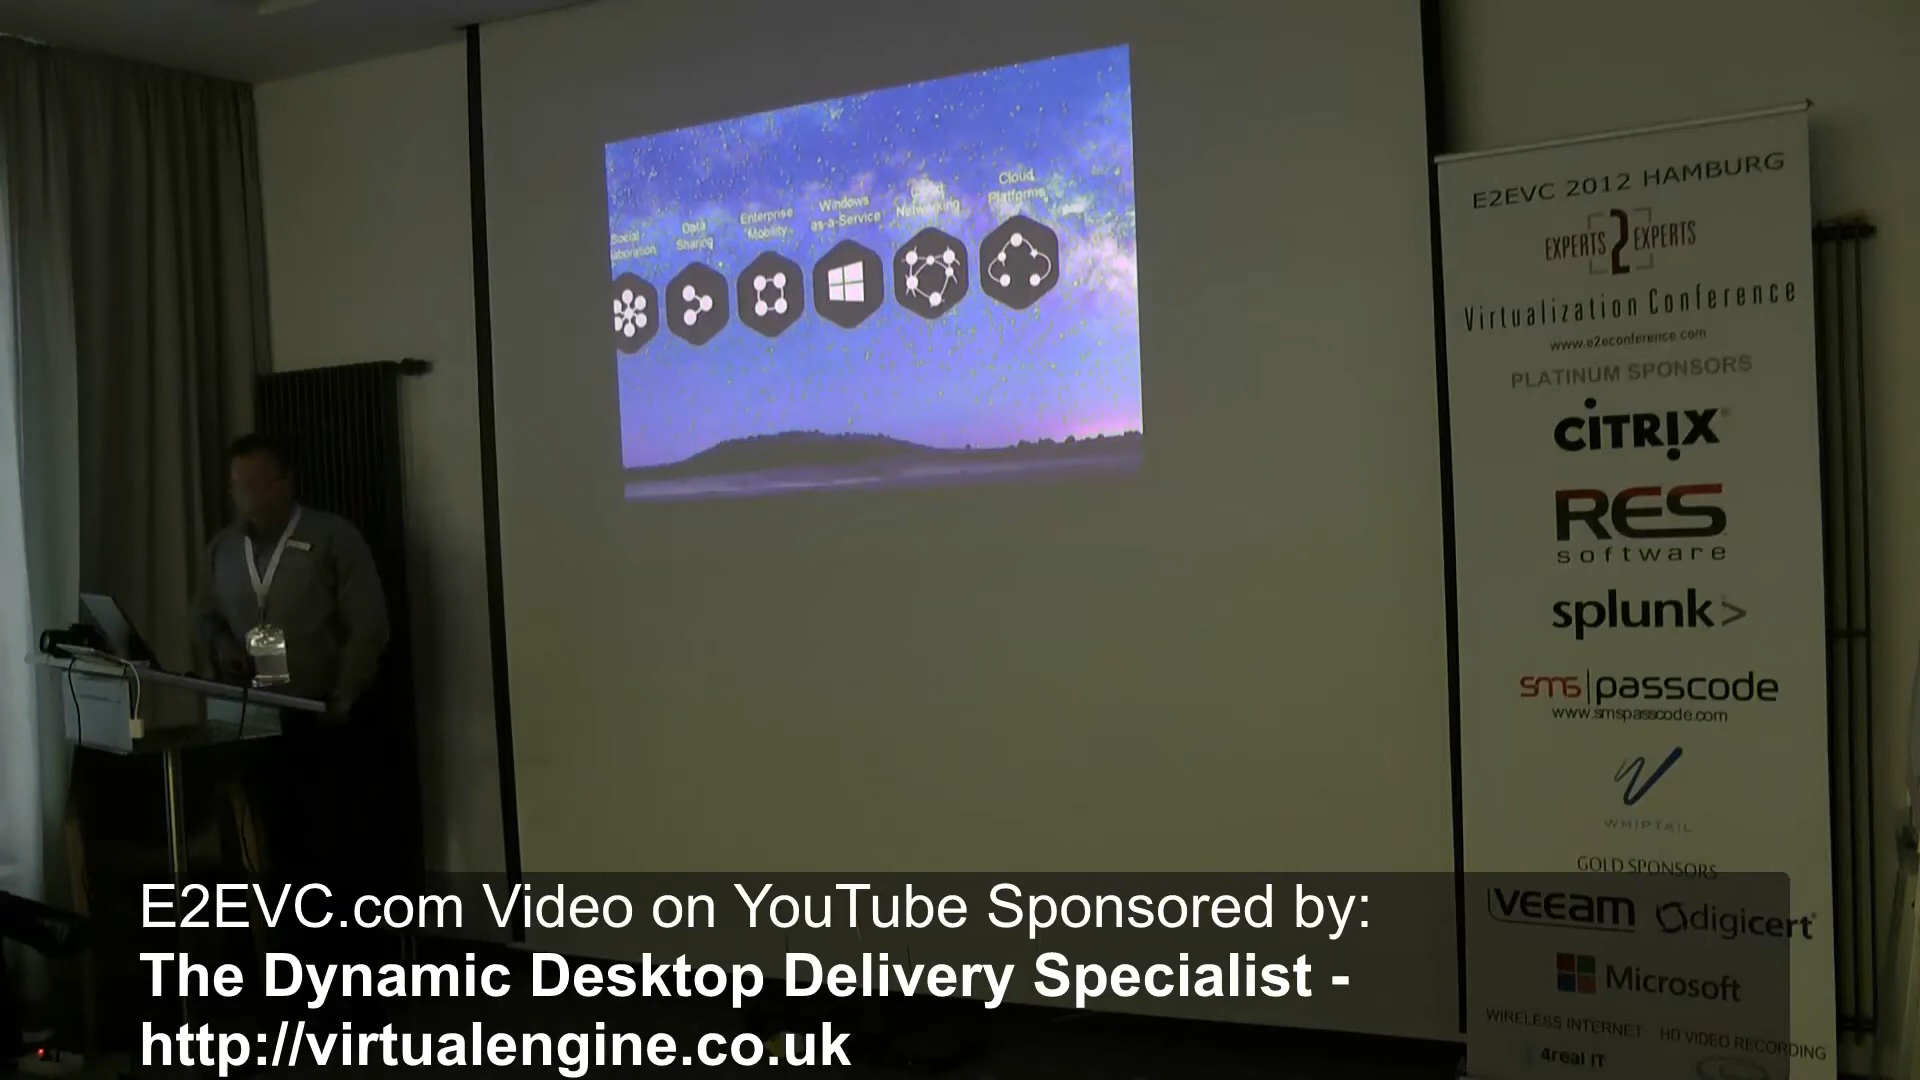 Social
aboration
Data
Sharing
Enterprise
Mobility
Windows
as-a-Service
Networking
Cloud
Platforms
E2EVC 2012 HAMBURG
EXPERTS 2 EXPERTS
Virtualization Conference
www.e2econference.com
PLATINUM SPONSORS
CITRIX
RES
software
splunk>
sms|passcode
www.smspasscode.com
WHIPTAIL
GOLD SPONSORS
veeam digicert
Microsoft
WIRELESS INTERNET HD VIDEO RECORDING
4real IT
E2EVC.com Video on YouTube Sponsored by:
The Dynamic Desktop Delivery Specialist -
http://virtualengine.co.uk